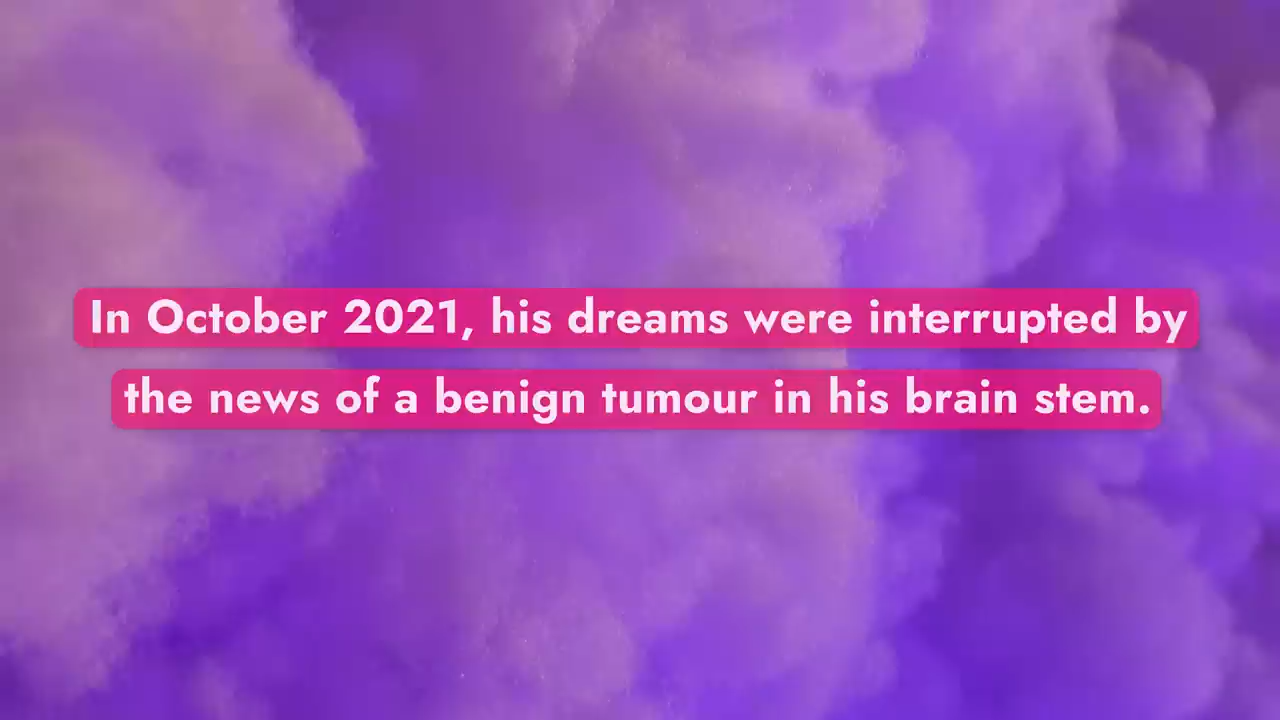 In October 2021, his dreams were interrupted by
the news of a benign tumour in his brain stem.